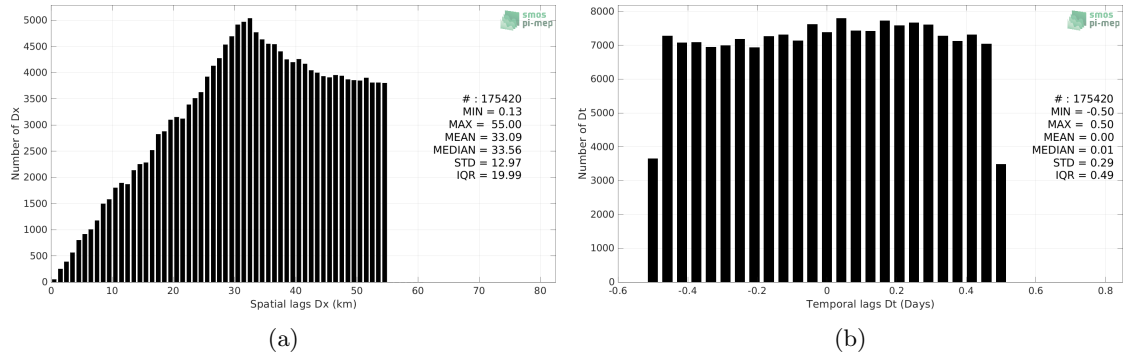 5000
4500
4000
3500
3000
2500
2000
1500
1000
500
0
Number of Dx
0 10 20 30 40 50 60 70 80
Spatial lags Dx (km)
smos
pi-mep
# : 175420
MIN = 0.13
MAX = 55.00
MEAN = 33.09
MEDIAN = 33.56
STD = 12.97
IQR = 19.99
(a)
8000
7000
6000
5000
4000
3000
2000
1000
0
Number of Dt
-0.6 -0.4 -0.2 0 0.2 0.4 0.6 0.8
Temporal lags Dt (Days)
smos
pi-mep
# : 175420
MIN = -0.50
MAX = 0.50
MEAN = 0.00
MEDIAN = 0.01
STD = 0.29
IQR = 0.49
(b)